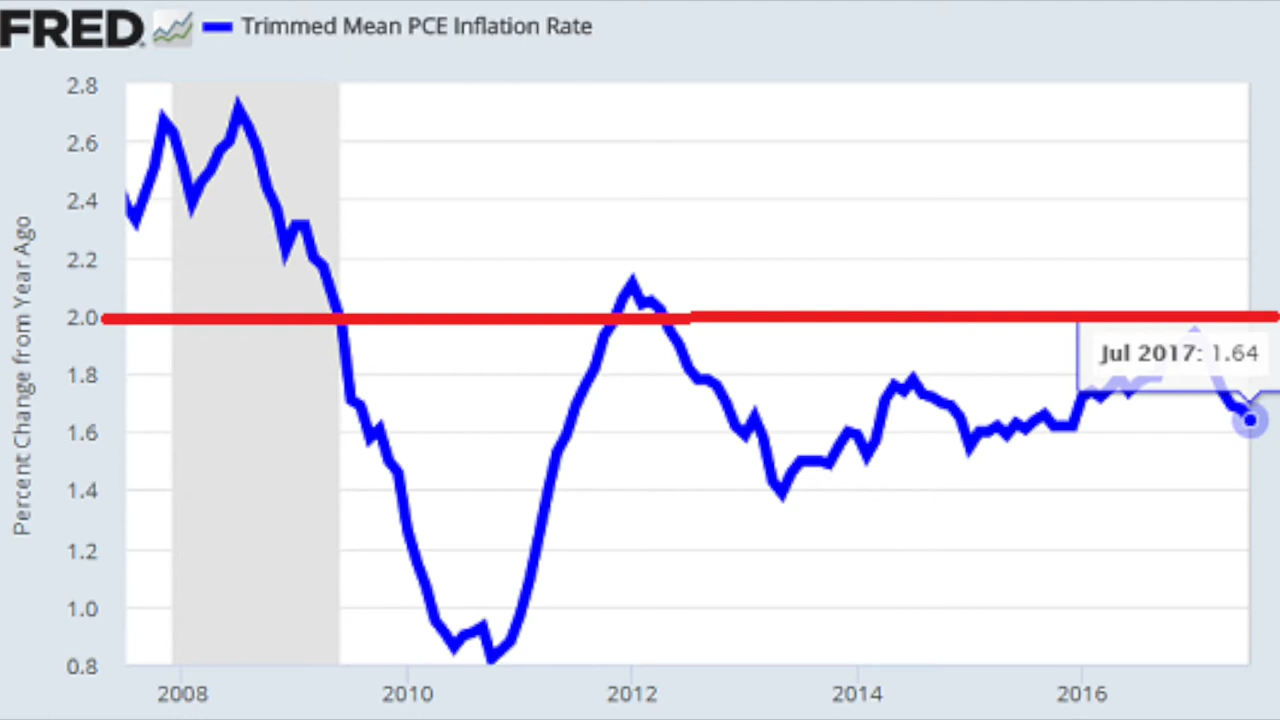 FRED
Trimmed Mean PCE Inflation Rate
2.8
2.6
2.4
2.2
2.0
1.8
1.6
1.4
1.2
1.0
0.8
Percent Change from Year Ago
Jul 2017: 1.64
2008 2010 2012 2014 2016